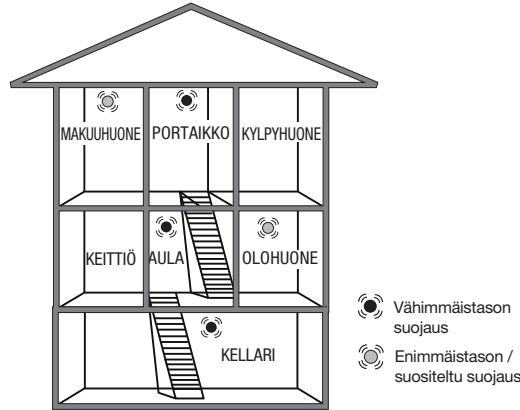 MAKUUHUONE PORTAIKKO KYLPYHUONE
KEITTIÖ AULA OLOHUONE
KELLARI
Vähimmäistason
suojaus
Enimmäistason /
suositeltu suojaus